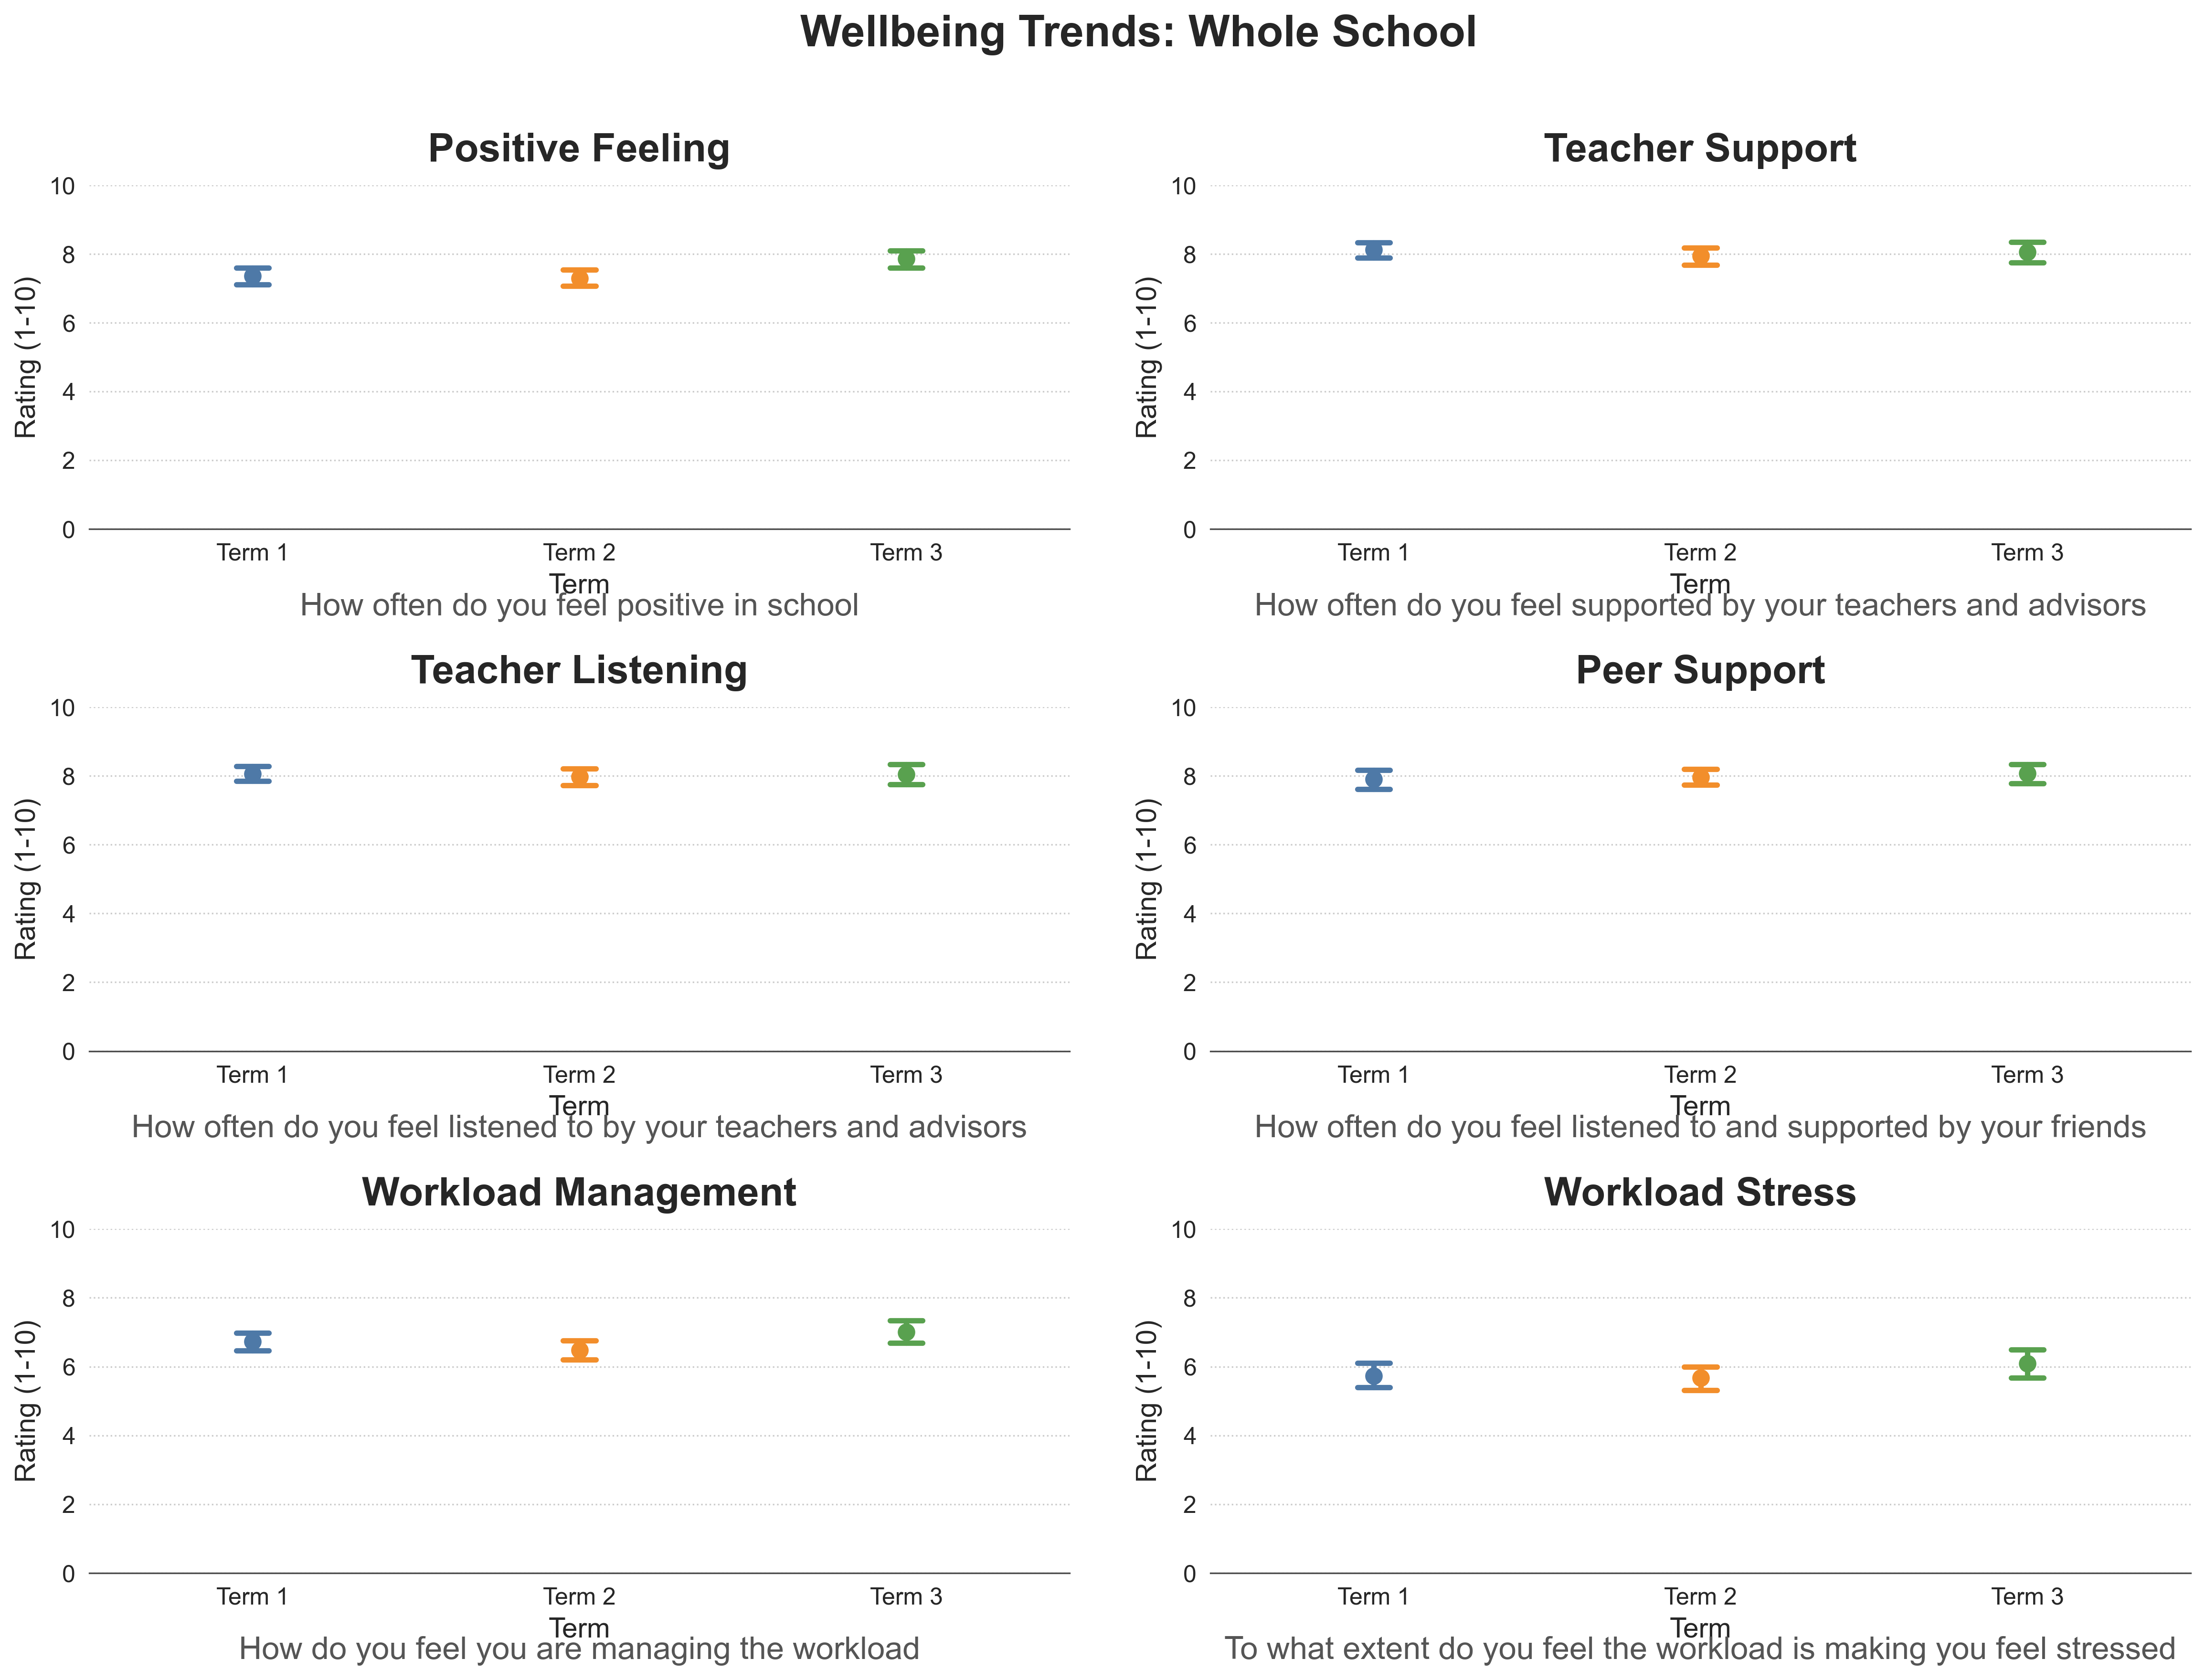 Wellbeing Trends: Whole School
Positive Feeling
Rating (1-10)
10
8
6
4
2
0
Term 1
Term 2
Term 3
Term
How often do you feel positive in school
Teacher Support
Rating (1-10)
10
8
6
4
2
0
Term 1
Term 2
Term 3
Term
How often do you feel supported by your teachers and advisors
Teacher Listening
Rating (1-10)
10
8
6
4
2
0
Term 1
Term 2
Term 3
Term
How often do you feel listened to by your teachers and advisors
Peer Support
Rating (1-10)
10
8
6
4
2
0
Term 1
Term 2
Term 3
Term
How often do you feel listened to and supported by your friends
Workload Management
Rating (1-10)
10
8
6
4
2
0
Term 1
Term 2
Term 3
Term
How do you feel you are managing the workload
Workload Stress
Rating (1-10)
10
8
6
4
2
0
Term 1
Term 2
Term 3
Term
To what extent do you feel the workload is making you feel stressed